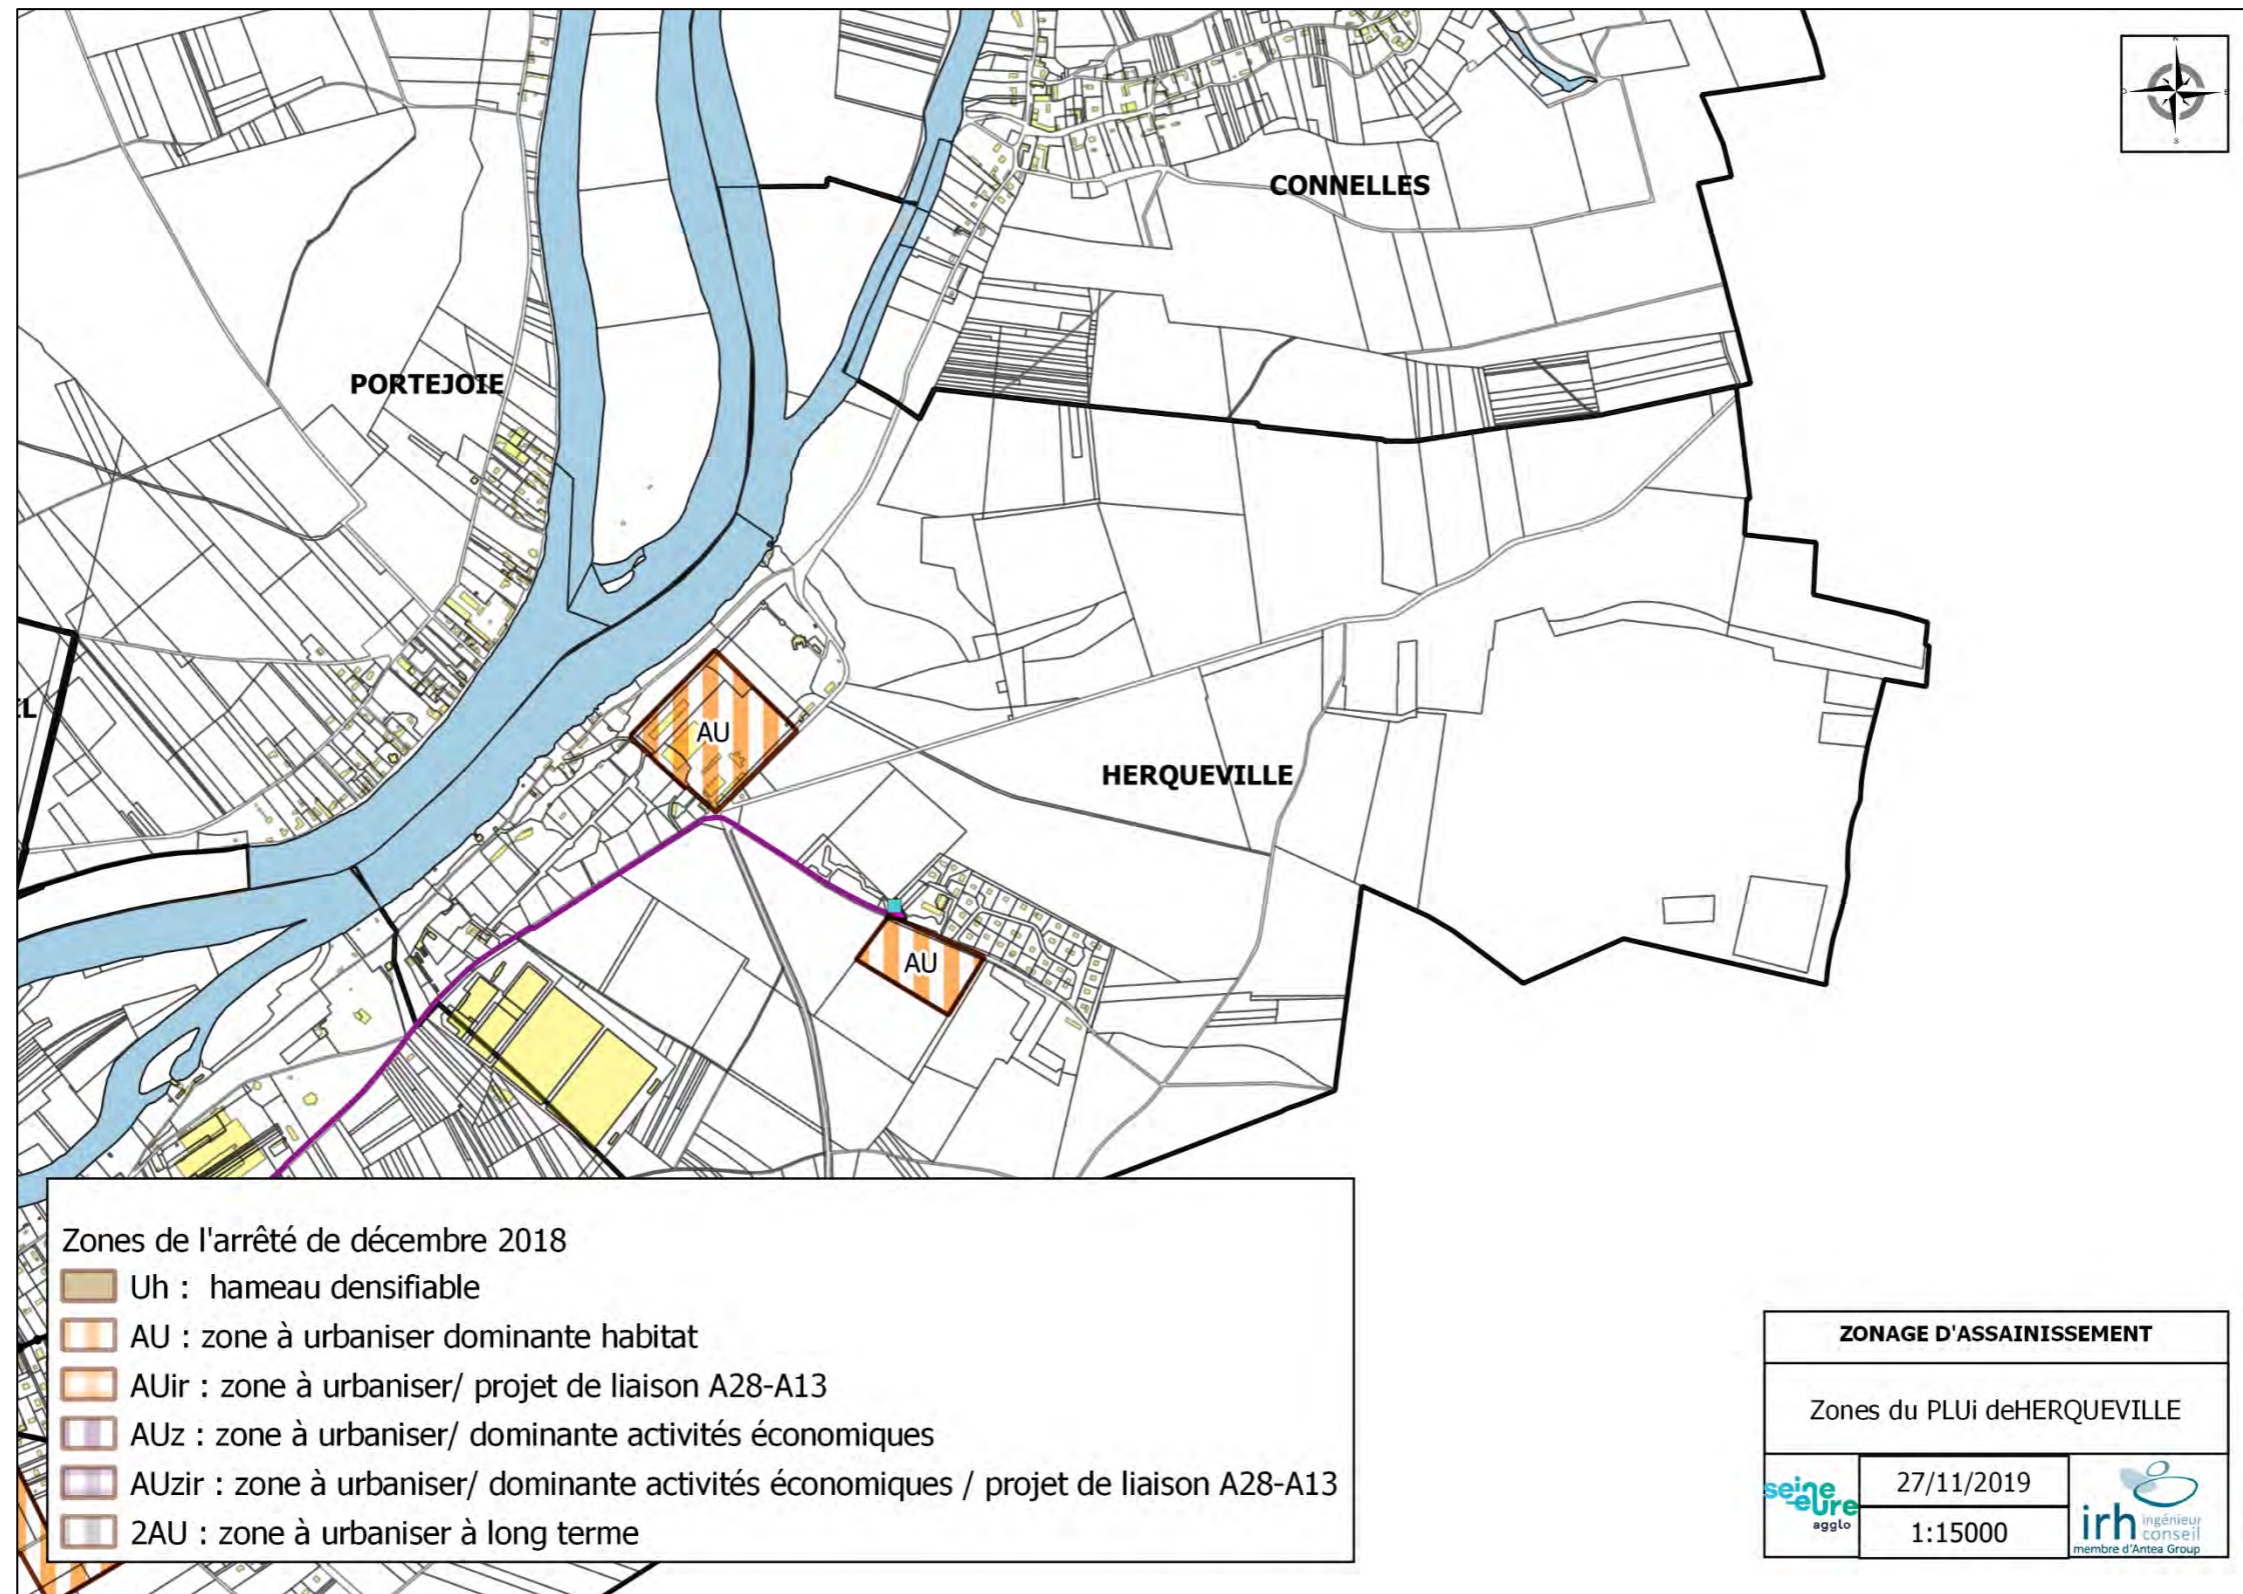 N
O
E
S
CONNELLES
PORTEJOIE
L
AU
HERQUEVILLE
AU
Zones de l'arrêté de décembre 2018
Uh : hameau densifiable
AU : zone à urbaniser dominante habitat
AUir : zone à urbaniser/ projet de liaison A28-A13
AUz : zone à urbaniser/ dominante activités économiques
AUzir : zone à urbaniser/ dominante activités économiques / projet de liaison A28-A13
2AU : zone à urbaniser à long terme
ZONAGE D'ASSAINISSEMENT
Zones du PLUi deHERQUEVILLE
seine
eure
agglo
27/11/2019
1:15000
irh ingénieur
conseil
membre d'Antea Group